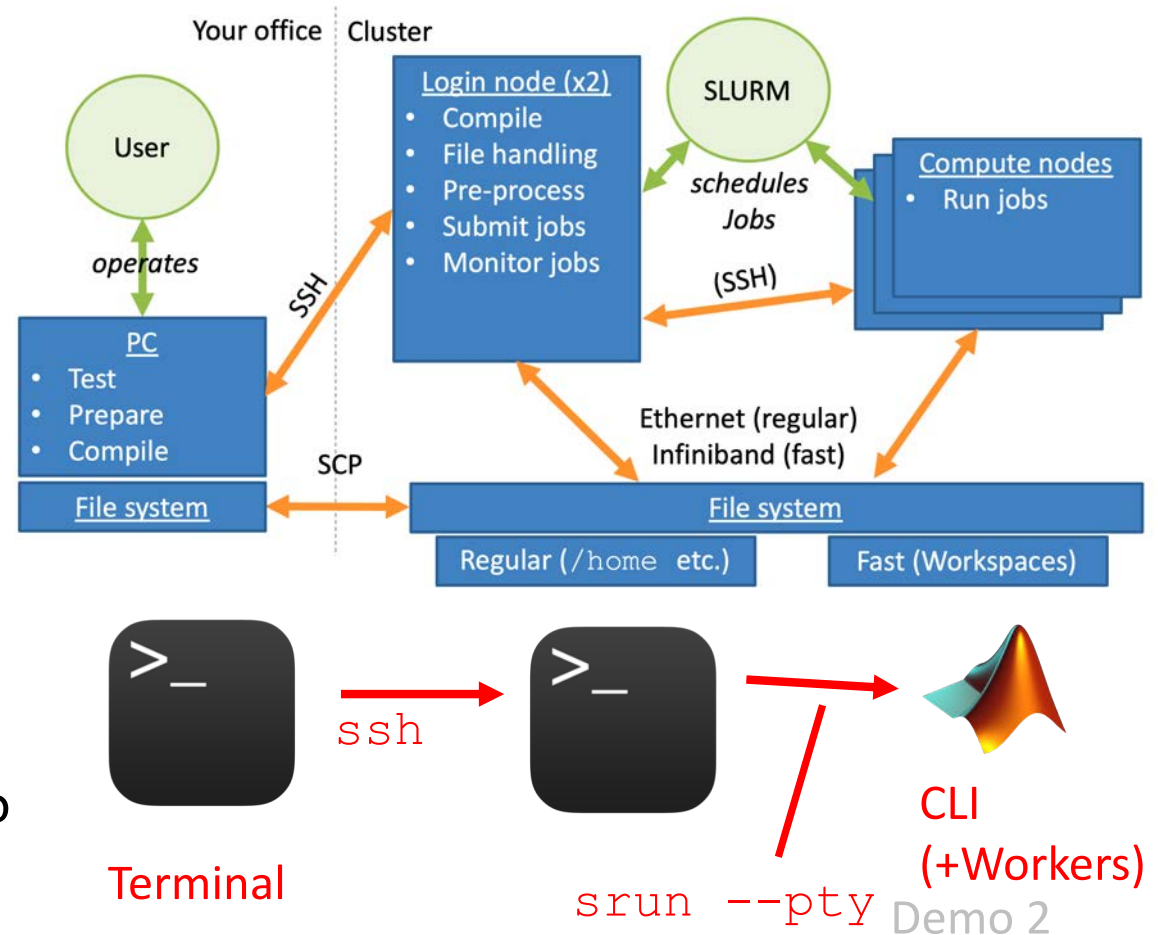 Your office
Cluster
User
operates
PC
• Test
• Prepare
• Compile
File system
SSH
SCP
Login node (x2)
• Compile
• File handling
• Pre-process
• Submit jobs
• Monitor jobs
SLURM
schedules
Jobs
(SSH)
Compute nodes
• Run jobs
Ethernet (regular)
Infiniband (fast)
File system
Regular (/home etc.)
Fast (Workspaces)
>_
ssh
>_
Terminal
srun --pty
CLI
(+Workers)
Demo 2